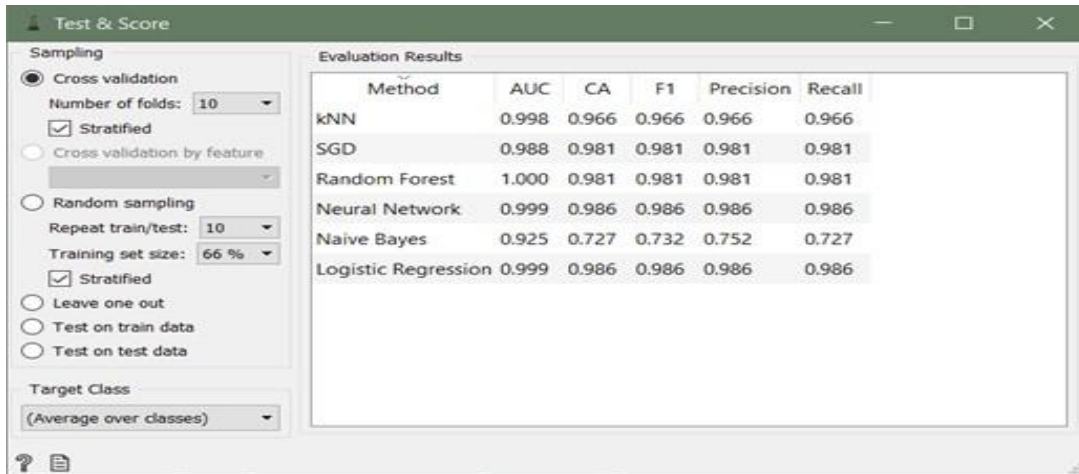 Test & Score
Sampling
Cross validation
Number of folds: 10
Stratified
Cross validation by feature
Random sampling
Repeat train/test: 10
Training set size: 66 %
Stratified
Leave one out
Test on train data
Test on test data
Target Class
(Average over classes)
Evaluation Results
Method AUC CA F1 Precision Recall
kNN 0.998 0.966 0.966 0.966 0.966
SGD 0.988 0.981 0.981 0.981 0.981
Random Forest 1.000 0.981 0.981 0.981 0.981
Neural Network 0.999 0.986 0.986 0.986 0.986
Naive Bayes 0.925 0.727 0.732 0.752 0.727
Logistic Regression 0.999 0.986 0.986 0.986 0.986
?